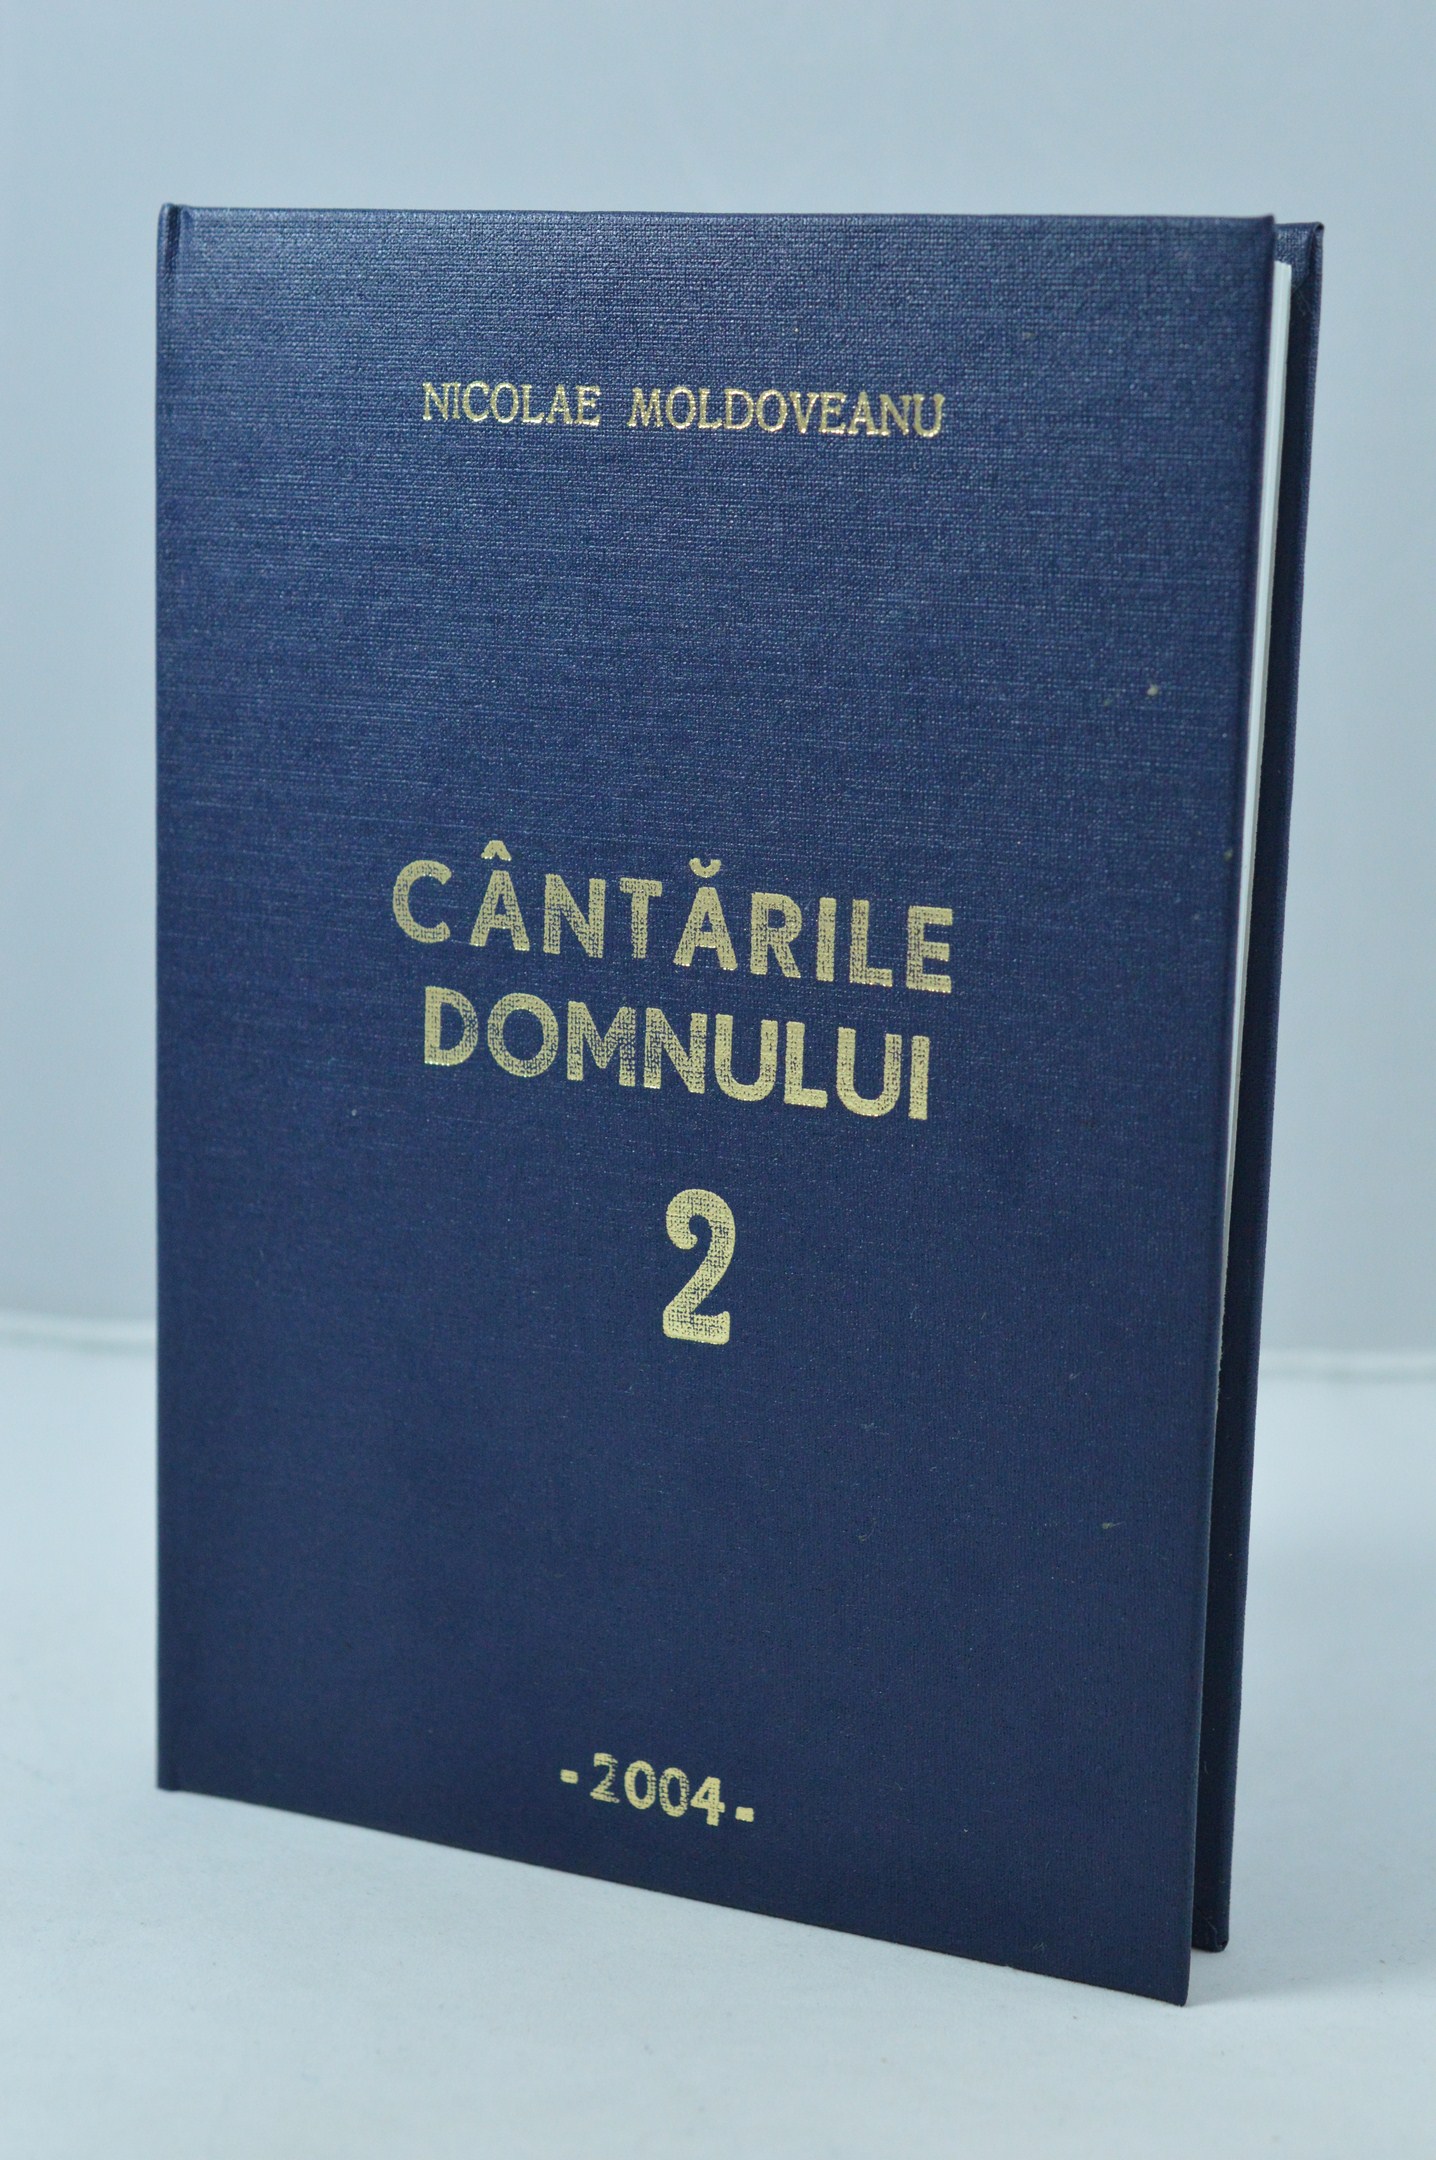 NICOLAE MOLDOVEANU
CÂNTĂRILE
DOMNULUI
2
-2004-